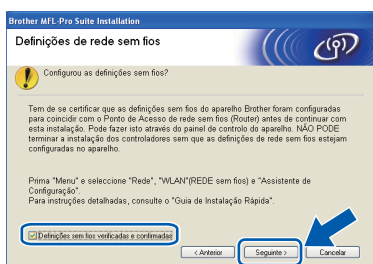 Brother MFL-Pro Suite Installation
Definições de rede sem fios
Configurou as definições sem fios?
Tem de se certificar que as definições sem fios do aparelho Brother foram configuradas
para coincidir com o Ponto de Acesso de rede sem fios (Router) antes de continuar com
esta instalação. Pode fazer isto através do painel de controlo do aparelho. NÃO PODE
terminar a instalação dos controladores sem que as definições de rede sem fios estejam
configuradas no aparelho.
Prima "Menu" e seleccione "Rede", "WLAN"(REDE sem fios) e "Assistente de
Configuração".
Para instruções detalhadas, consulte o "Guia de Instalação Rápida".
Definições sem fios verificadas e confirmadas
< Anterior
Seguinte >
Cancelar